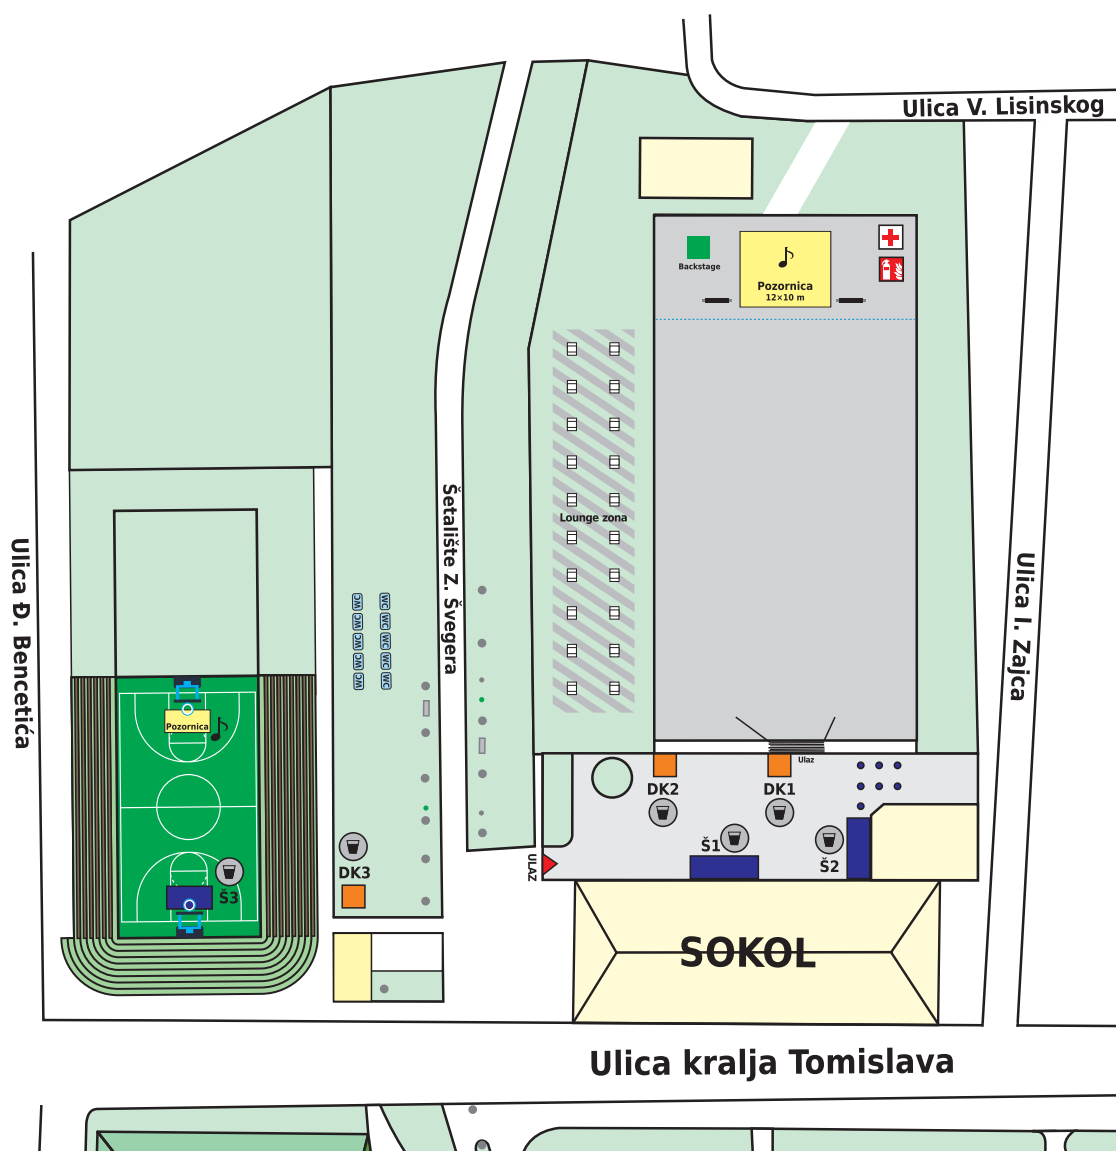 Ulica V. Lisinskog
Backstage
Pozornica
12×10 m
Lounge zona
Šetalište Z. Švegera
Ulica Đ. Bencetića
Ulica I. Zajca
WC WC
WC WC
WC WC
WC WC
WC WC
Pozornica
Ulaz
DK2
DK1
Š1
Š2
ULAZ
DK3
Š3
SOKOL
Ulica kralja Tomislava